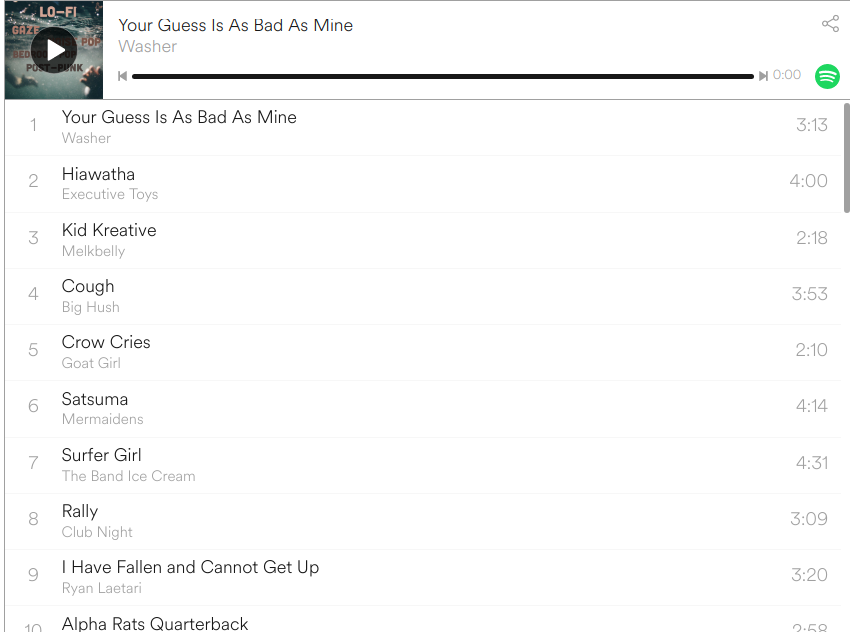 LO-FI
GAZE
POP
POST-PUNK
Your Guess Is As Bad As Mine
Washer
0:00
1 Your Guess Is As Bad As Mine 3:13
Washer
2 Hiawatha 4:00
Executive Toys
3 Kid Kreative 2:18
Melkbelly
4 Cough 3:53
Big Hush
5 Crow Cries 2:10
Goat Girl
6 Satsuma 4:14
Mermaidens
7 Surfer Girl 4:31
The Band Ice Cream
8 Rally 3:09
Club Night
9 I Have Fallen and Cannot Get Up 3:20
Ryan Laetari
10 Alpha Rats Quarterback 2:58